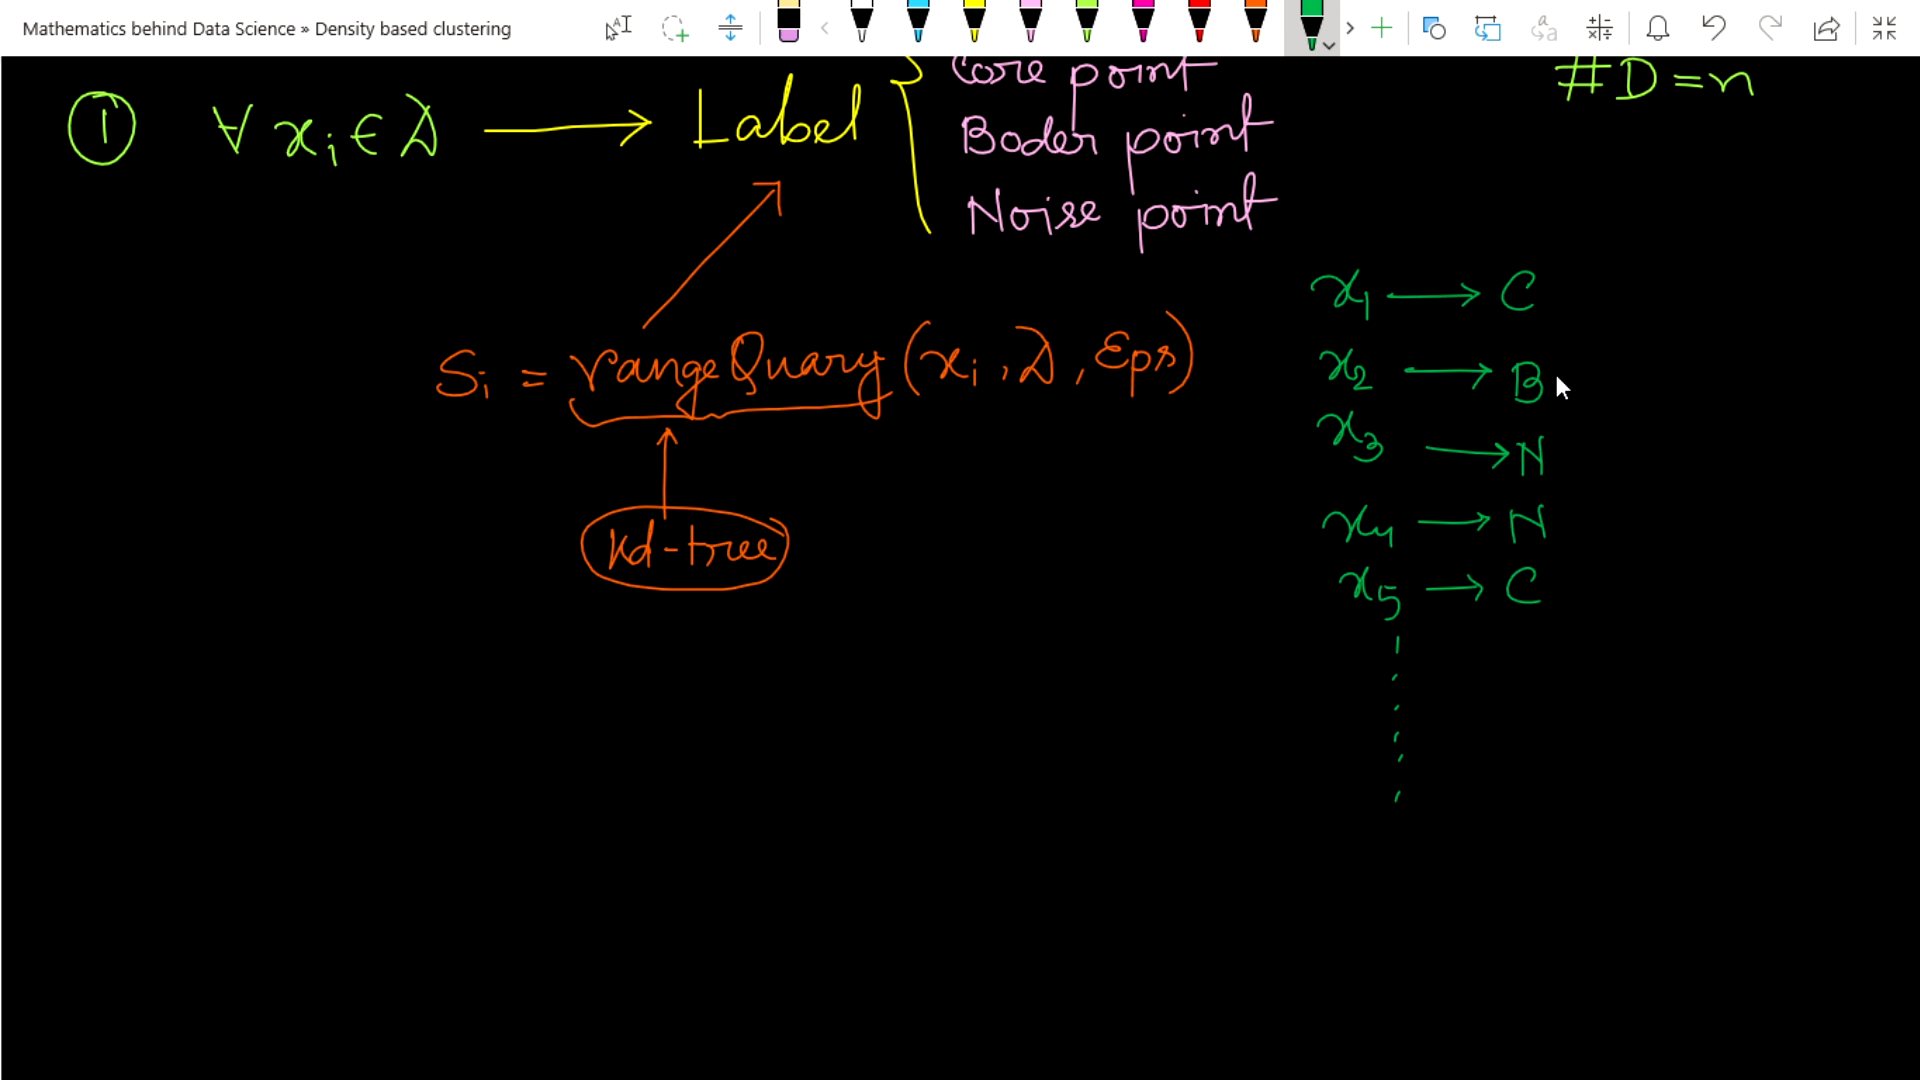 Mathematics behind Data Science » Density based clustering
#D = n
① ∀ xi ∈ D → Label { Core point
Boder point
Noise point
Si = rangeQuary (xi, D, Eps)
kd-tree
x1 → C
x2 → B
x3 → N
x4 → N
x5 → C